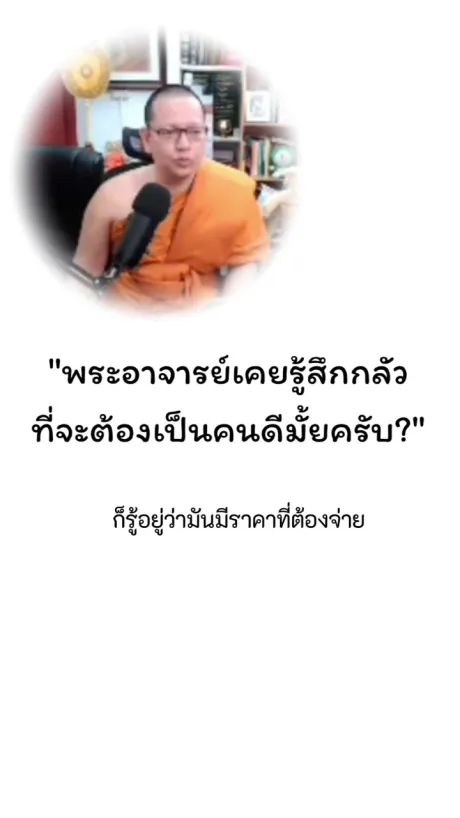 "พระอาจารย์เคยรู้สึกกลัว
ที่จะต้องเป็นคนดีมั้ยครับ?"
ก็รู้อยู่ว่ามันมีราคาที่ต้องจ่าย